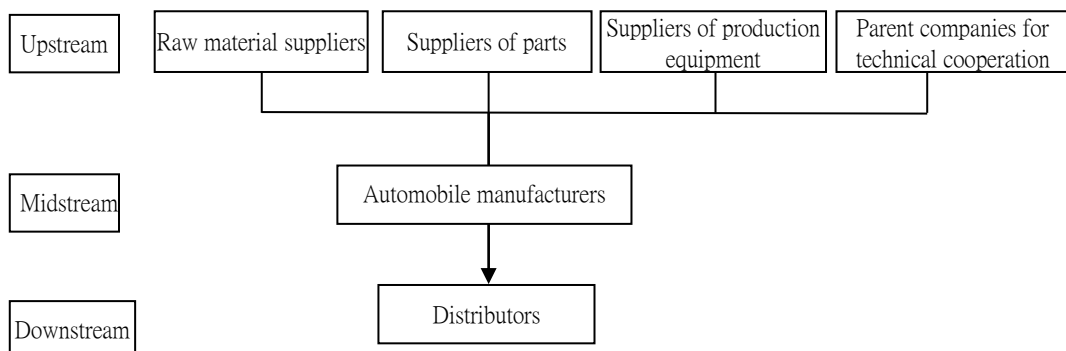 Upstream
Raw material suppliers
Suppliers of parts
Suppliers of production
equipment
Parent companies for
technical cooperation
Midstream
Automobile manufacturers
Downstream
Distributors